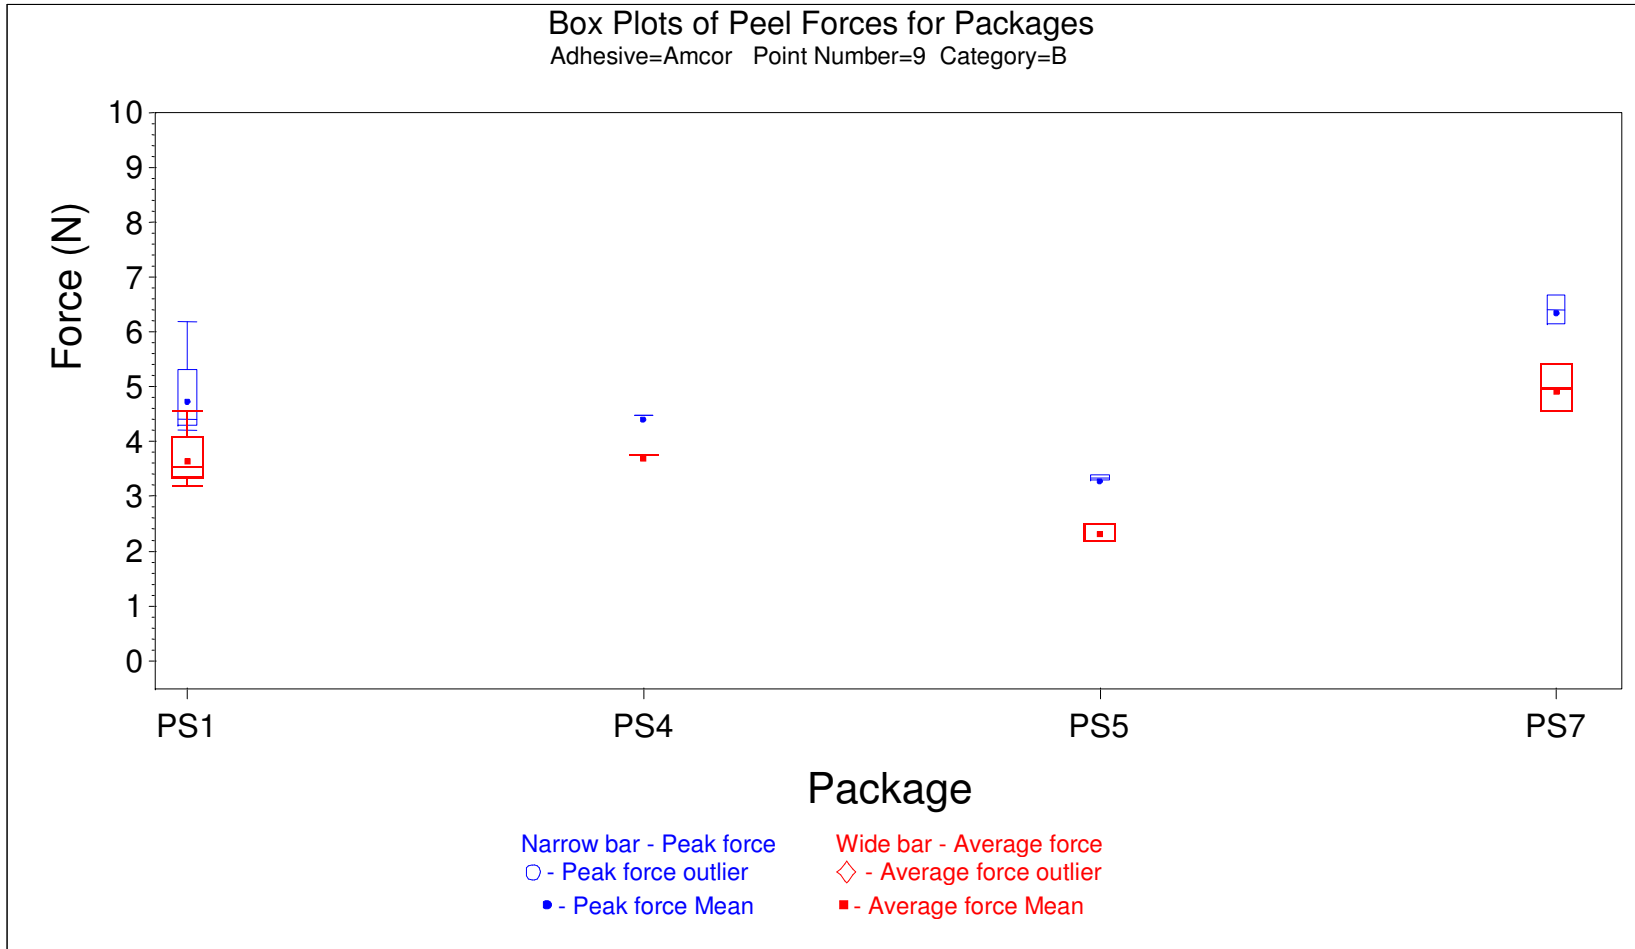 Box Plots of Peel Forces for Packages
Adhesive=Amcor Point Number=9 Category=B
10
9
8
7
6
5
4
3
2
1
0
Force (N)
PS1 PS4 PS5 PS7
Package
Narrow bar - Peak force Wide bar - Average force
- Peak force outlier - Average force outlier
- Peak force Mean - Average force Mean